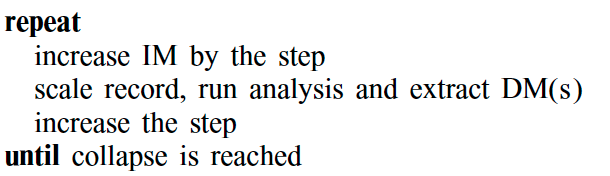 repeat
increase IM by the step
scale record, run analysis and extract DM(s)
increase the step
until collapse is reached